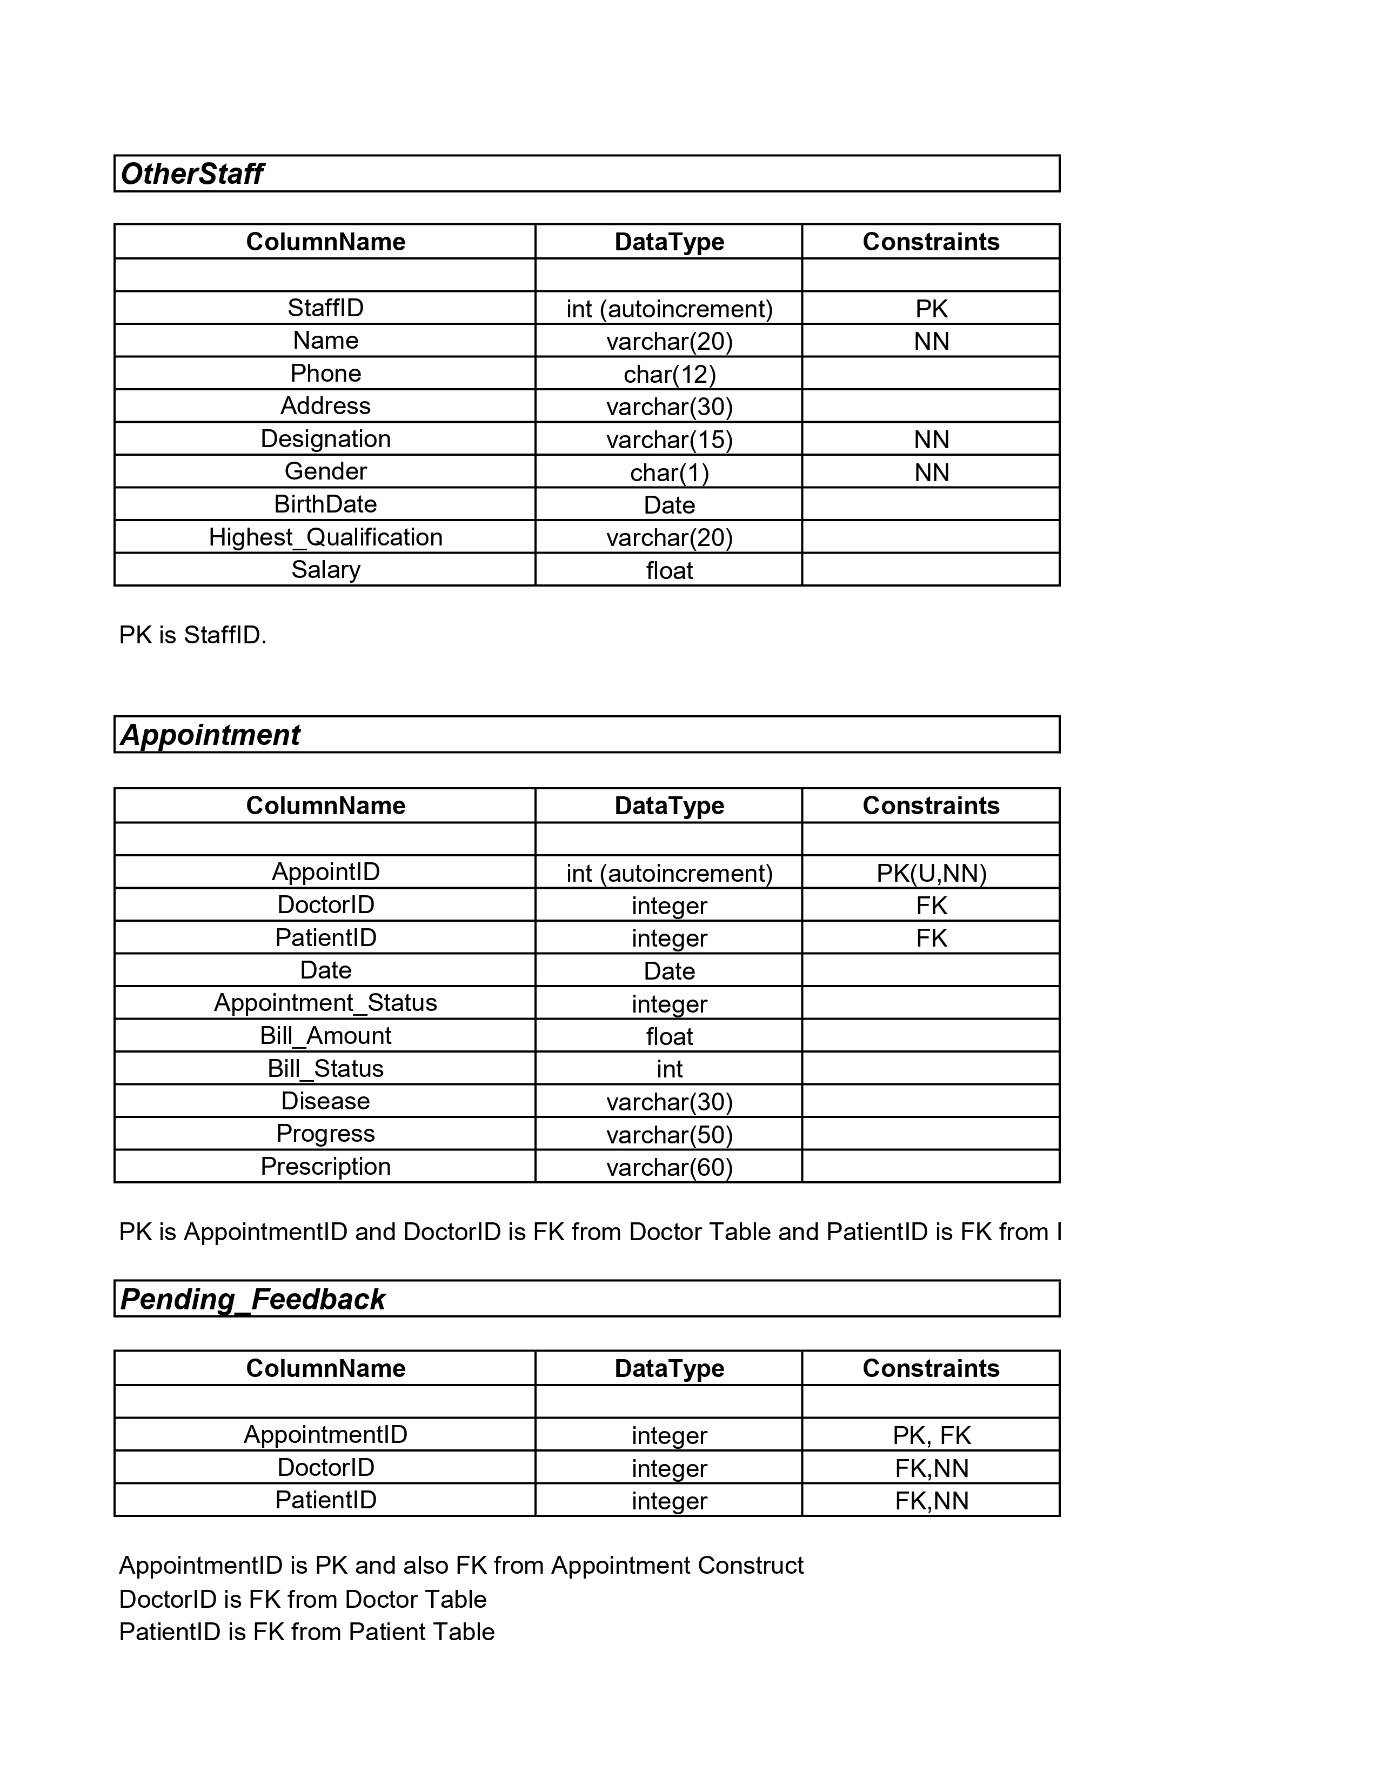 OtherStaff
ColumnName DataType Constraints
StaffID int (autoincrement) PK
Name varchar(20) NN
Phone char(12)
Address varchar(30)
Designation varchar(15) NN
Gender char(1) NN
BirthDate Date
Highest_Qualification varchar(20)
Salary float
PK is StaffID.
Appointment
ColumnName DataType Constraints
AppointID int (autoincrement) PK(U,NN)
DoctorID integer FK
PatientID integer FK
Date Date
Appointment_Status integer
Bill_Amount float
Bill_Status int
Disease varchar(30)
Progress varchar(50)
Prescription varchar(60)
PK is AppointmentID and DoctorID is FK from Doctor Table and PatientID is FK from
Pending_Feedback
ColumnName DataType Constraints
AppointmentID integer PK, FK
DoctorID integer FK,NN
PatientID integer FK,NN
AppointmentID is PK and also FK from Appointment Construct
DoctorID is FK from Doctor Table
PatientID is FK from Patient Table